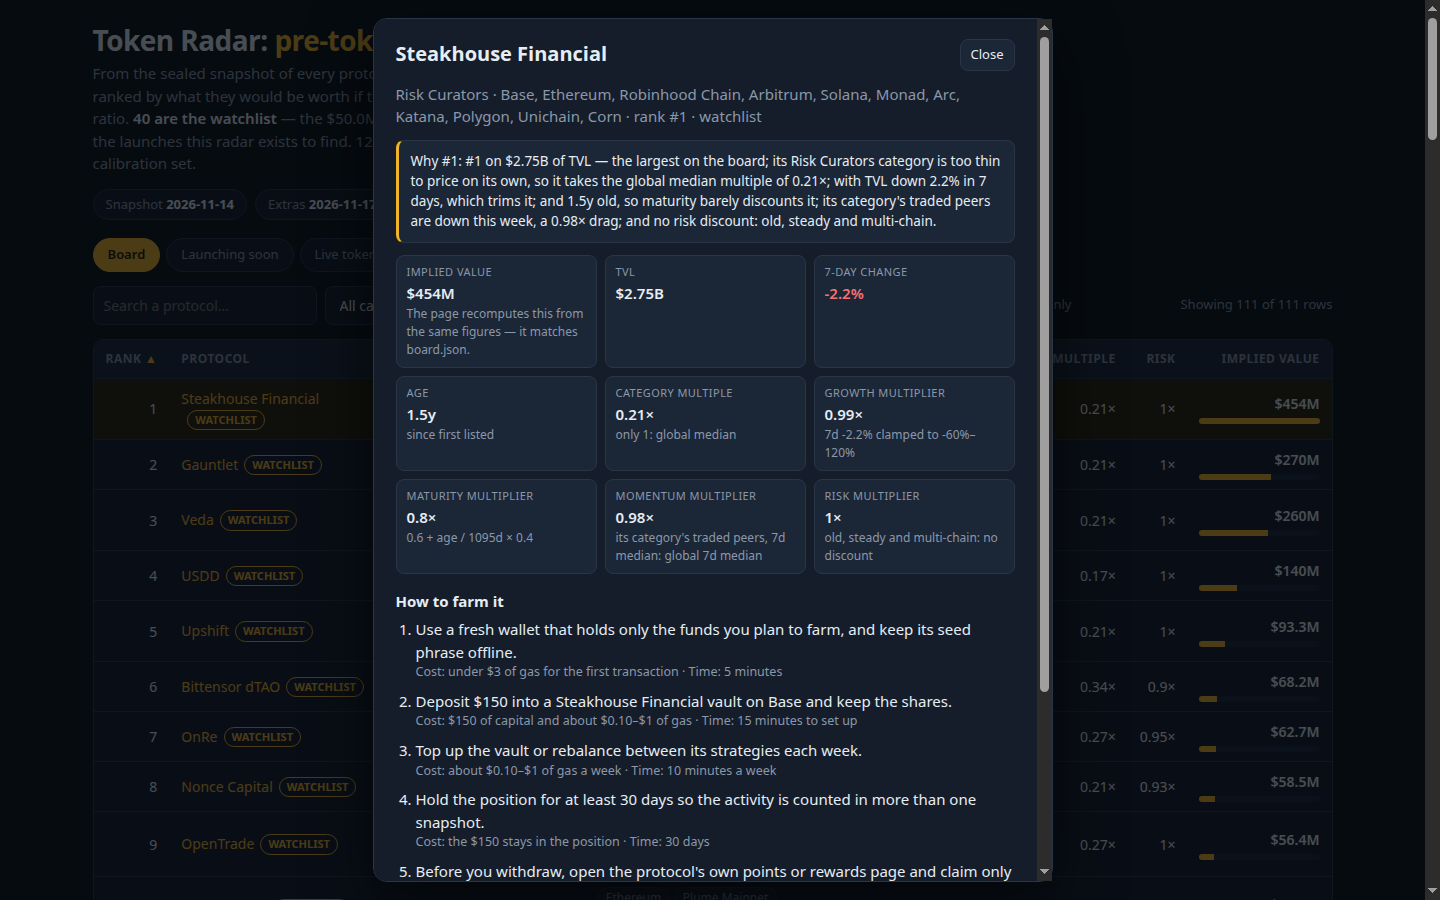 Token Radar: pre-tok
From the sealed snapshot of every proto
ranked by what they would be worth if t
ratio. 40 are the watchlist — the $50.0M
the launches this radar exists to find. 12
calibration set.
Snapshot 2026-11-14
Extras 2026-11-17
Board
Launching soon
Live token
Search a protocol...
All ca
nly
Showing 111 of 111 rows
RANK ▲ PROTOCOL MULTIPLE RISK IMPLIED VALUE
1 Steakhouse Financial WATCHLIST 0.21× 1× $454M
2 Gauntlet WATCHLIST 0.21× 1× $270M
3 Veda WATCHLIST 0.21× 1× $260M
4 USDD WATCHLIST 0.17× 1× $140M
5 Upshift WATCHLIST 0.21× 1× $93.3M
6 Bittensor dTAO WATCHLIST 0.34× 0.9× $68.2M
7 OnRe WATCHLIST 0.27× 0.95× $62.7M
8 Nonce Capital WATCHLIST 0.21× 0.93× $58.5M
9 OpenTrade WATCHLIST 0.27× 1× $56.4M
Ethereum Plume Mainnet
Steakhouse Financial
Close
Risk Curators · Base, Ethereum, Robinhood Chain, Arbitrum, Solana, Monad, Arc,
Katana, Polygon, Unichain, Corn · rank #1 · watchlist
Why #1: #1 on $2.75B of TVL — the largest on the board; its Risk Curators category is too thin
to price on its own, so it takes the global median multiple of 0.21×; with TVL down 2.2% in 7
days, which trims it; and 1.5y old, so maturity barely discounts it; its category's traded peers
are down this week, a 0.98× drag; and no risk discount: old, steady and multi-chain.
IMPLIED VALUE
$454M
The page recomputes this from
the same figures — it matches
board.json.
TVL
$2.75B
7-DAY CHANGE
-2.2%
AGE
1.5y
since first listed
CATEGORY MULTIPLE
0.21×
only 1: global median
GROWTH MULTIPLIER
0.99×
7d -2.2% clamped to -60%–
120%
MATURITY MULTIPLIER
0.8×
0.6 + age / 1095d × 0.4
MOMENTUM MULTIPLIER
0.98×
its category's traded peers, 7d
median: global 7d median
RISK MULTIPLIER
1×
old, steady and multi-chain: no
discount
How to farm it
1. Use a fresh wallet that holds only the funds you plan to farm, and keep its seed
phrase offline.
Cost: under $3 of gas for the first transaction · Time: 5 minutes
2. Deposit $150 into a Steakhouse Financial vault on Base and keep the shares.
Cost: $150 of capital and about $0.10–$1 of gas · Time: 15 minutes to set up
3. Top up the vault or rebalance between its strategies each week.
Cost: about $0.10–$1 of gas a week · Time: 10 minutes a week
4. Hold the position for at least 30 days so the activity is counted in more than one
snapshot.
Cost: the $150 stays in the position · Time: 30 days
5. Before you withdraw, open the protocol's own points or rewards page and claim only